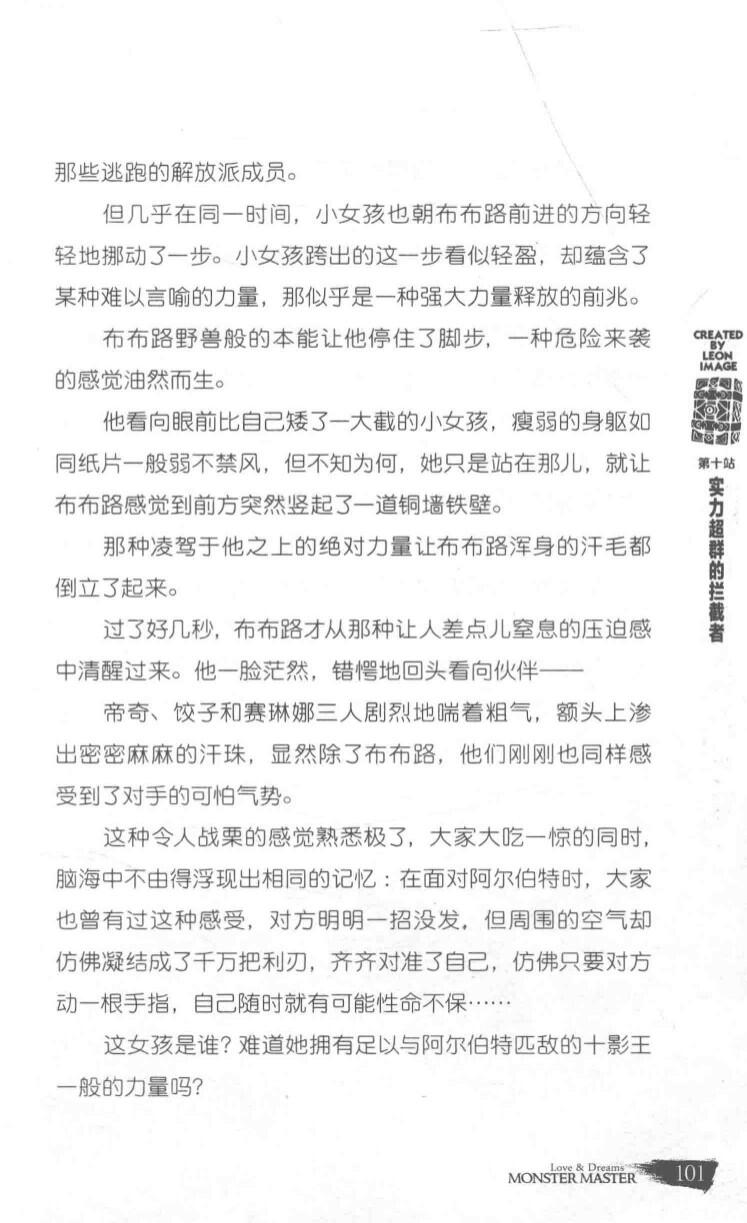 那些逃跑的解放派成员。
但几乎在同一时间，小女孩也朝布布路前进的方向轻
轻地挪动了一步。小女孩跨出的这一步看似轻盈，却蕴含了
某种难以言喻的力量，那似乎是一种强大力量释放的前兆。
布布路野兽般的本能让他停住了脚步，一种危险来袭
的感觉油然而生。
他看向眼前比自己矮了一大截的小女孩，瘦弱的身躯如
同纸片一般弱不禁风，但不知为何，她只是站在那儿，就让
布布路感觉到前方突然竖起了一道铜墙铁壁。
那种凌驾于他之上的绝对力量让布布路浑身的汗毛都
倒立了起来。
过了好几秒，布布路才从那种让人差点儿窒息的压迫感
中清醒过来。他一脸茫然，错愕地回头看向伙伴——
帝奇、饺子和赛琳娜三人剧烈地喘着粗气，额头上渗
出密密麻麻的汗珠，显然除了布布路，他们刚刚也同样感
受到了对手的可怕气势。
这种令人战栗的感觉熟悉极了，大家大吃一惊的同时，
脑海中不由得浮现出相同的记忆：在面对阿尔伯特时，大家
也曾有过这种感受，对方明明一招没发，但周围的空气却
仿佛凝结成了千万把利刃，齐齐对准了自己，仿佛只要对方
动一根手指，自己随时就有可能性命不保……
这女孩是谁？难道她拥有足以与阿尔伯特匹敌的十影王
一般的力量吗？
CREATED
BY
LEON
IMAGE
第十站
实力超群的拦截者
Love & Dreams
MONSTER MASTER
101